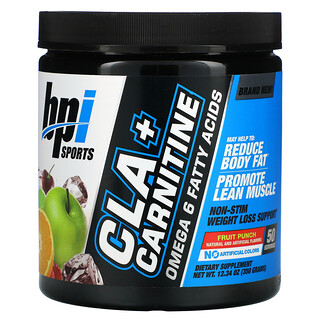 BRAND NEW!
bpi
SPORTS
CLA+
CARNITINE
OMEGA 6 FATTY ACIDS
MAY HELP TO:
REDUCE
BODY FAT
PROMOTE
LEAN MUSCLE
NON-STIM
WEIGHT LOSS SUPPORT
FRUIT PUNCH
NATURAL AND ARTIFICIAL FLAVORS
NO ARTIFICIAL COLORS
50
DIETARY SUPPLEMENT
NET WT. 12.34 OZ (350 GRAMS)